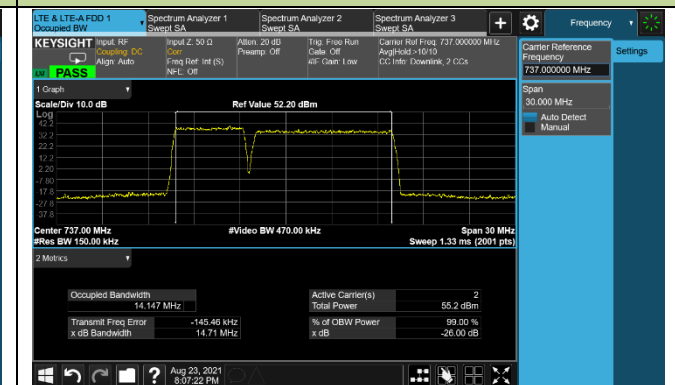 LTE & LTE-A FDD 1
Occupied BW
Spectrum Analyzer 1
Swept SA
Spectrum Analyzer 2
Swept SA
Spectrum Analyzer 3
Swept SA
Frequency
KEYSIGHT
Input: RF
Coupling: DC
Align: Auto
Input Z: 50 Ω
Corr
Freq Ref: Int (S)
NFE: Off
Atten: 20 dB
Preamp: Off
Trig: Free Run
Gate: Off
#IF Gain: Low
Carrier Ref Freq: 737.000000 MHz
Avg|Hold:>10/10
CC Info: Downlink, 2 CCs
PASS
Carrier Reference
Frequency
737.000000 MHz
Settings
Span
30.000 MHz
Auto Detect
Manual
1 Graph
Scale/Div 10.0 dB
Ref Value 52.20 dBm
Log
42.2
32.2
22.2
12.2
2.20
-7.80
-17.8
-27.8
-37.8
Center 737.00 MHz
#Video BW 470.00 kHz
Span 30 MHz
#Res BW 150.00 kHz
Sweep 1.33 ms (2001 pts)
2 Metrics
Occupied Bandwidth
14.147 MHz
Active Carrier(s) 2
Total Power 55.2 dBm
Transmit Freq Error -145.46 kHz
x dB Bandwidth 14.71 MHz
% of OBW Power 99.00 %
x dB -26.00 dB
Aug 23, 2021
8:07:22 PM